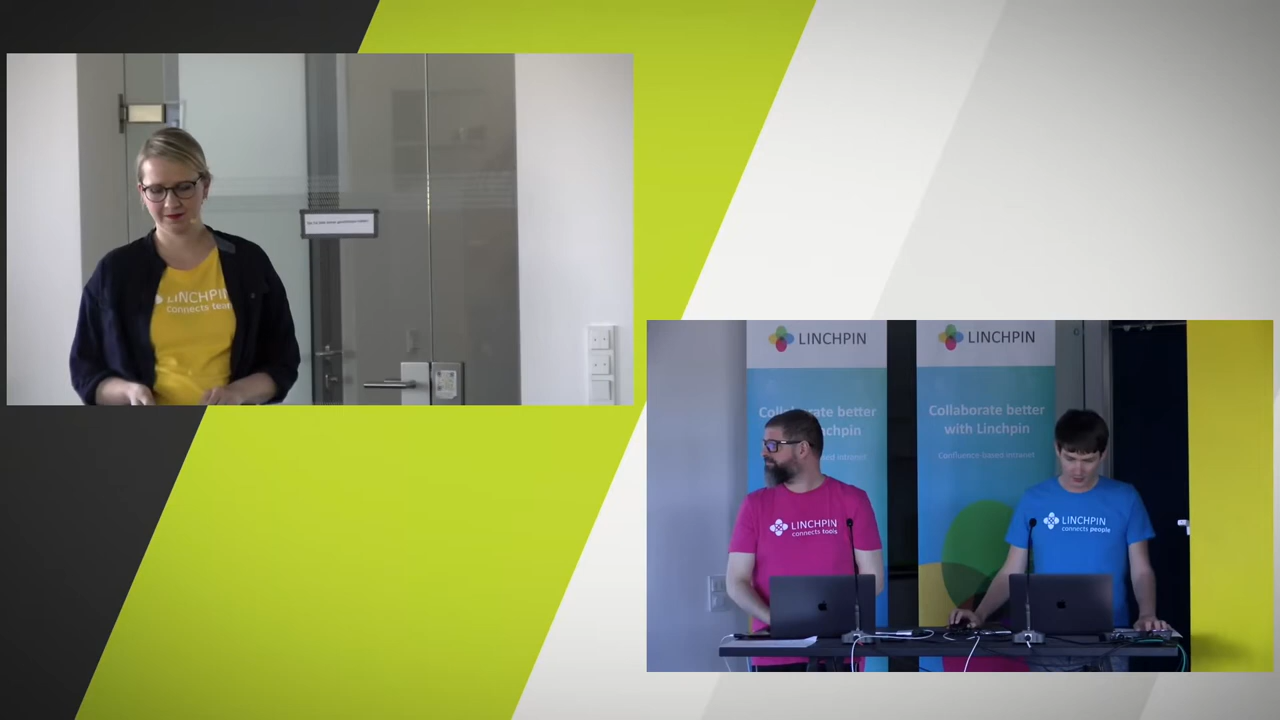 LINCHPIN
connects team
LINCHPIN
Collaborate better
LINCHPIN
Collaborate better
with Linchpin
Confluence-based intranet
LINCHPIN
connects tools
LINCHPIN
connects people